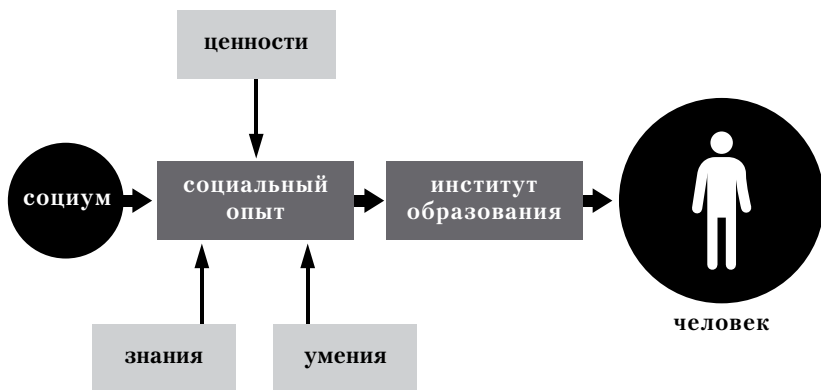 ценности
социум
социальный
опыт
институт
образования
человек
знания
умения